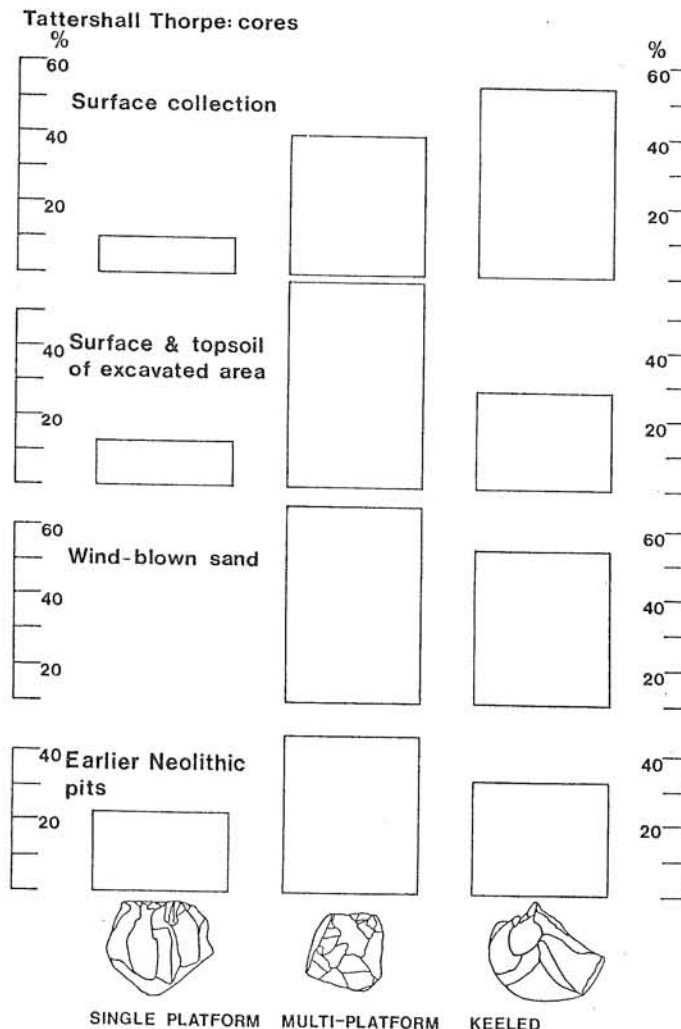 Tattershall Thorpe: cores
%
%
60
60
Surface collection
40
40
20
20
Surface & topsoil
of excavated area
40
40
20
20
60
60
Wind-blown sand
40
40
20
20
40
40
Earlier Neolithic
pits
20
20
SINGLE PLATFORM MULTI-PLATFORM KEELED